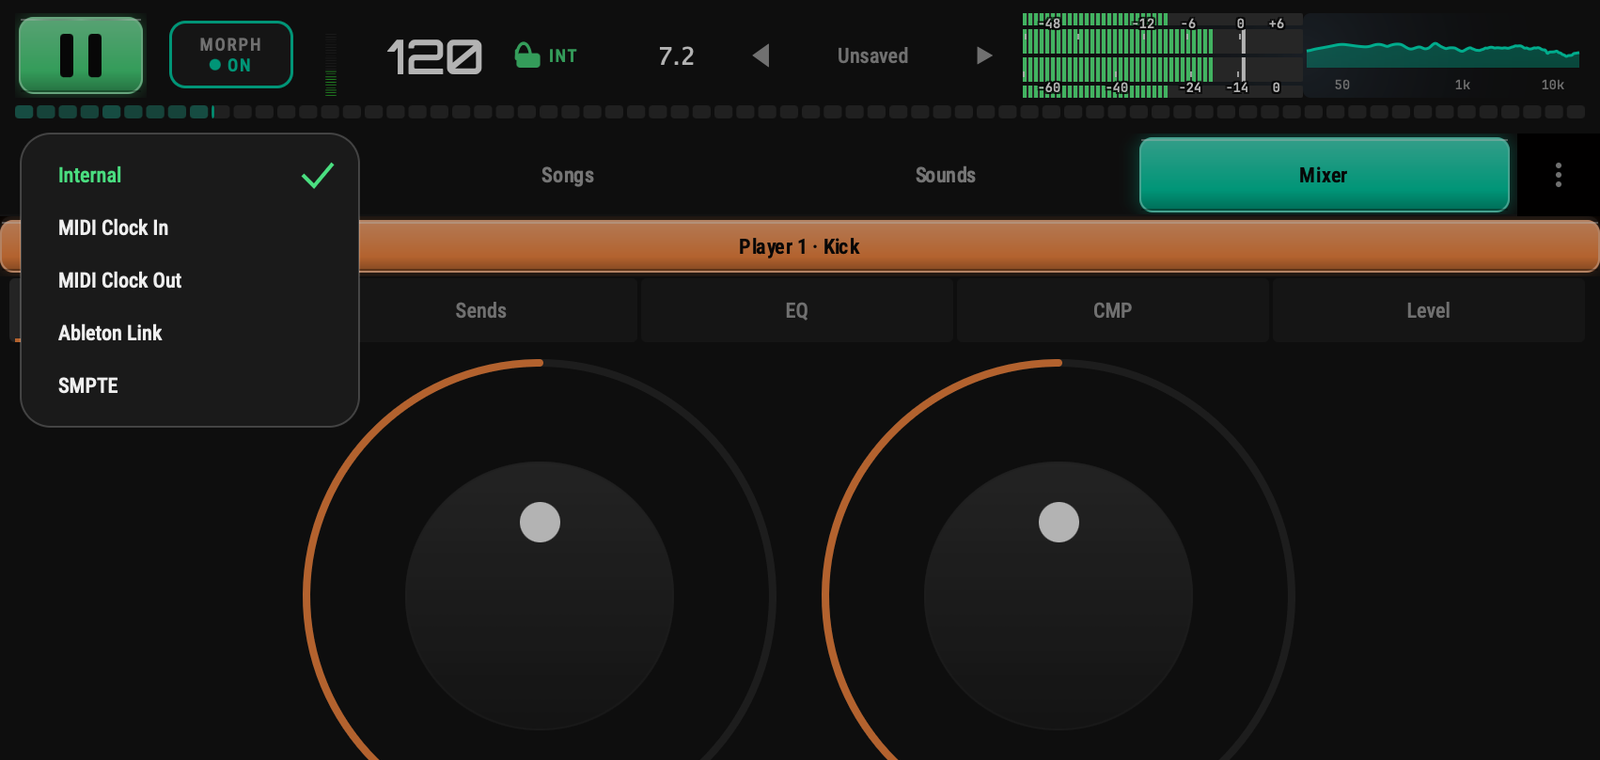 MORPH
ON
120
INT
7.2
Unsaved
-48 -12 -6 0 +6
-60 -40 -24 -14 0
50 1k 10k
Internal
MIDI Clock In
MIDI Clock Out
Ableton Link
SMPTE
Songs
Sounds
Mixer
Player 1 · Kick
Sends
EQ
CMP
Level